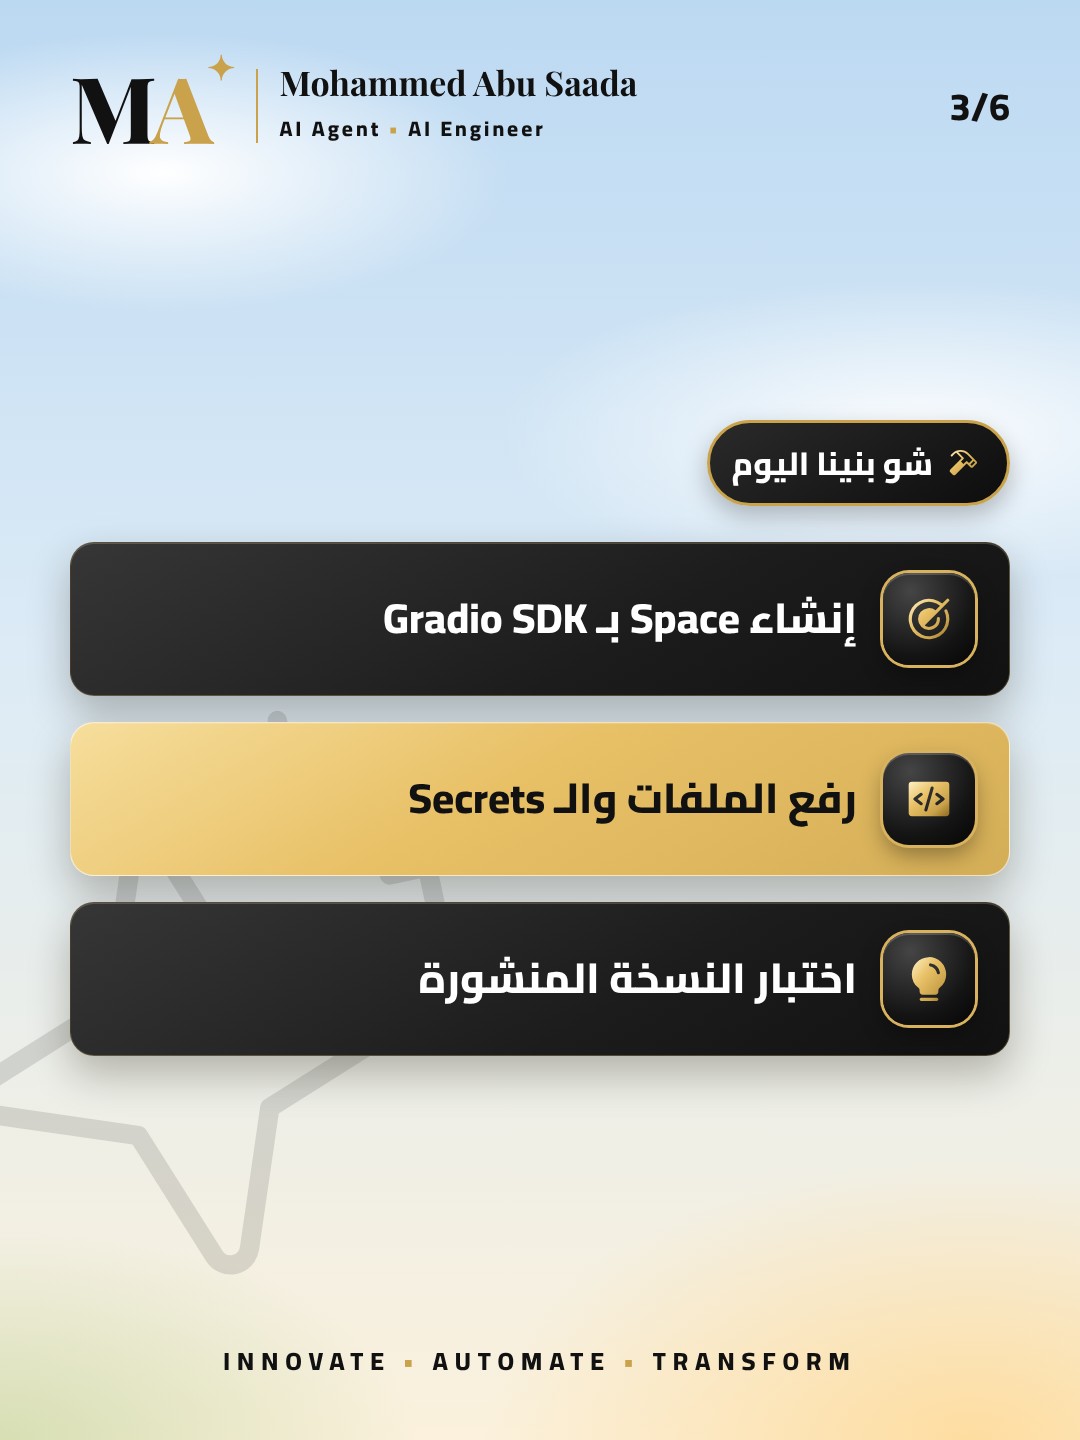 MA
Mohammed Abu Saada
AI Agent ▪ AI Engineer
3/6
شو بنينا اليوم
إنشاء Space بـ Gradio SDK
رفع الملفات والـ Secrets
</>
اختبار النسخة المنشورة
INNOVATE ▪ AUTOMATE ▪ TRANSFORM